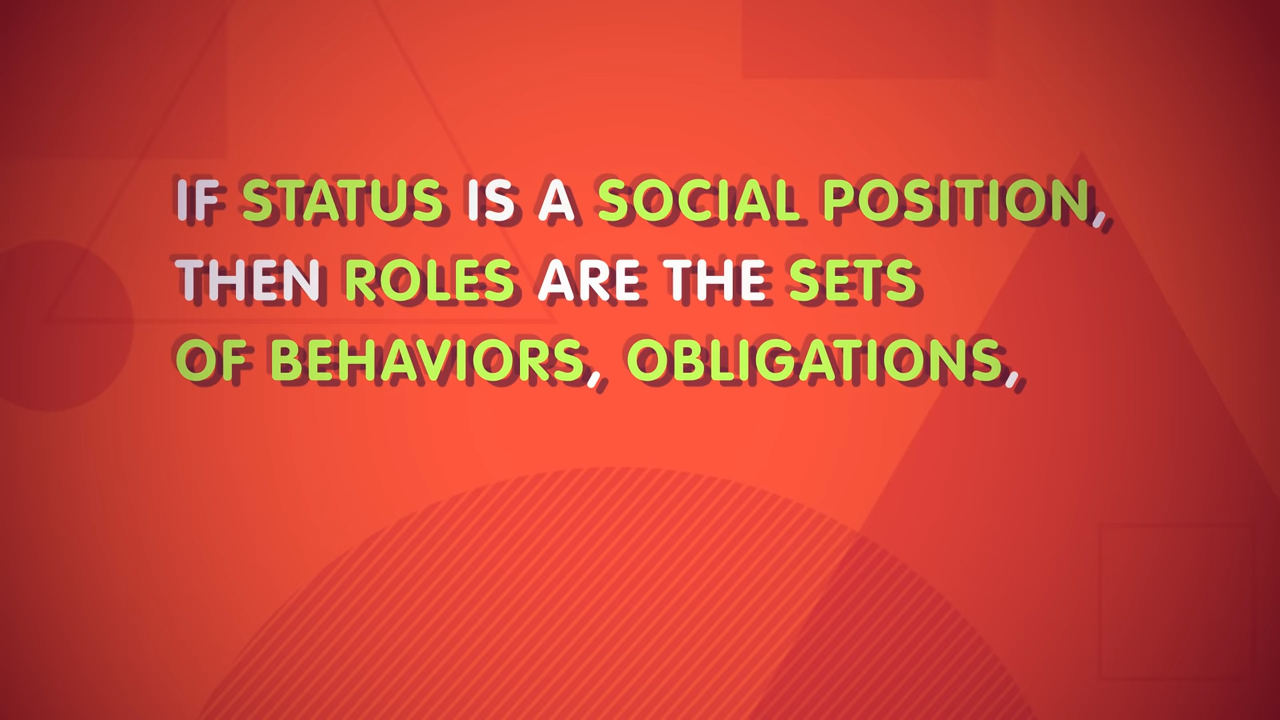 IF STATUS IS A SOCIAL POSITION,
THEN ROLES ARE THE SETS
OF BEHAVIORS, OBLIGATIONS,